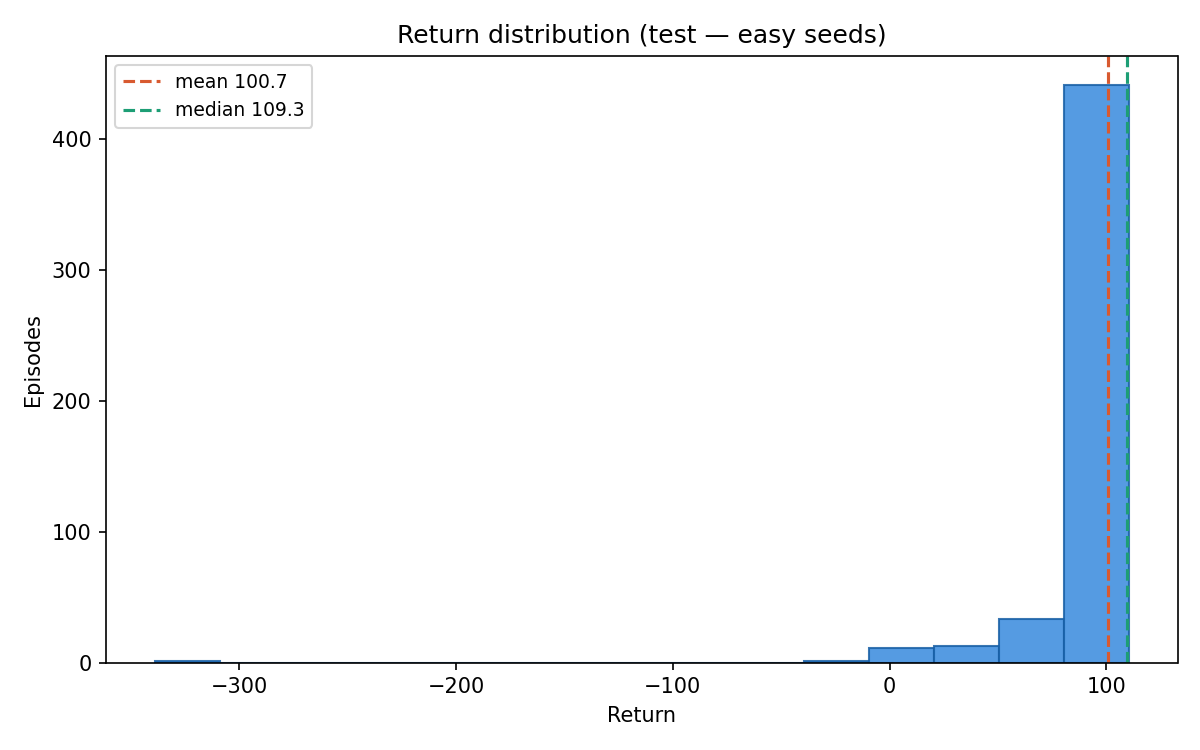 Return distribution (test — easy seeds)
mean 100.7
median 109.3
Episodes
400
300
200
100
0
−300
−200
−100
0
100
Return